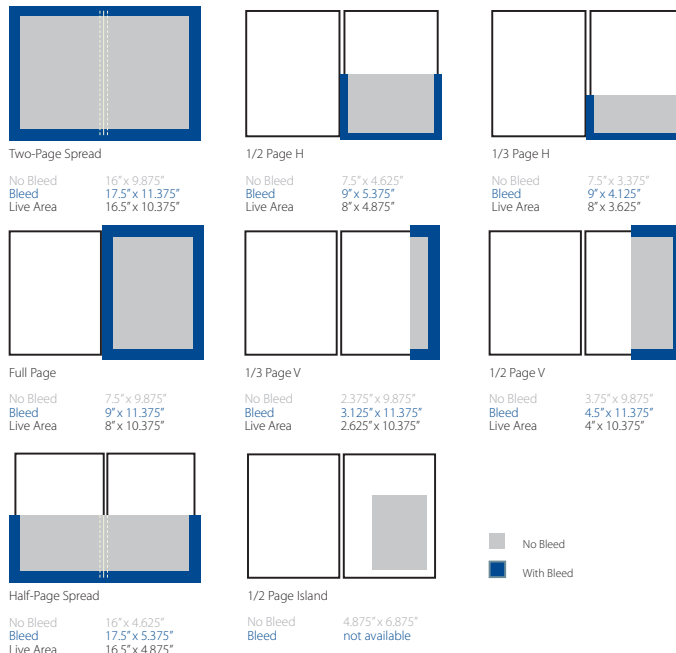 Two-Page Spread
No Bleed 16” x 9.875”
Bleed 17.5” x 11.375”
Live Area 16.5” x 10.375”
1/2 Page H
No Bleed 7.5” x 4.625”
Bleed 9” x 5.375”
Live Area 8” x 4.875”
1/3 Page H
No Bleed 7.5” x 3.375”
Bleed 9” x 4.125”
Live Area 8” x 3.625”
Full Page
No Bleed 7.5” x 9.875”
Bleed 9” x 11.375”
Live Area 8” x 10.375”
1/3 Page V
No Bleed 2.375” x 9.875”
Bleed 3.125” x 11.375”
Live Area 2.625” x 10.375”
1/2 Page V
No Bleed 3.75” x 9.875”
Bleed 4.5” x 11.375”
Live Area 4” x 10.375”
Half-Page Spread
No Bleed 16” x 4.625”
Bleed 17.5” x 5.375”
Live Area 16.5” x 4.875”
1/2 Page Island
No Bleed 4.875” x 6.875”
Bleed not available
No Bleed
With Bleed